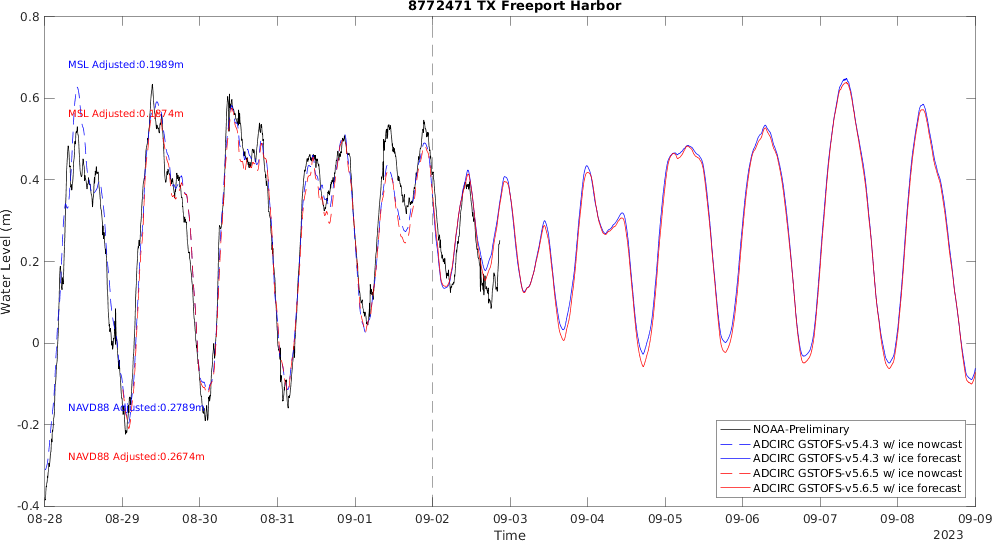 8772471 TX Freeport Harbor
0.8
0.6
0.4
0.2
0
-0.2
-0.4
Water Level (m)
MSL Adjusted:0.1989m
MSL Adjusted:0.1874m
NAVD88 Adjusted:0.2789m
NAVD88 Adjusted:0.2674m
NOAA-Preliminary
ADCIRC GSTOFS-v5.4.3 w/ ice nowcast
ADCIRC GSTOFS-v5.4.3 w/ ice forecast
ADCIRC GSTOFS-v5.6.5 w/ ice nowcast
ADCIRC GSTOFS-v5.6.5 w/ ice forecast
08-28 08-29 08-30 08-31 09-01 09-02 09-03 09-04 09-05 09-06 09-07 09-08 09-09
Time
2023